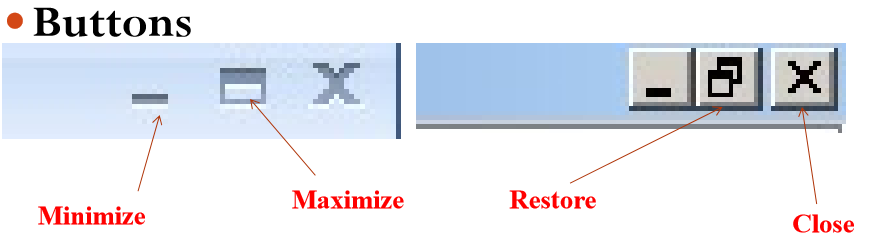 • Buttons
Minimize
Maximize
Restore
Close